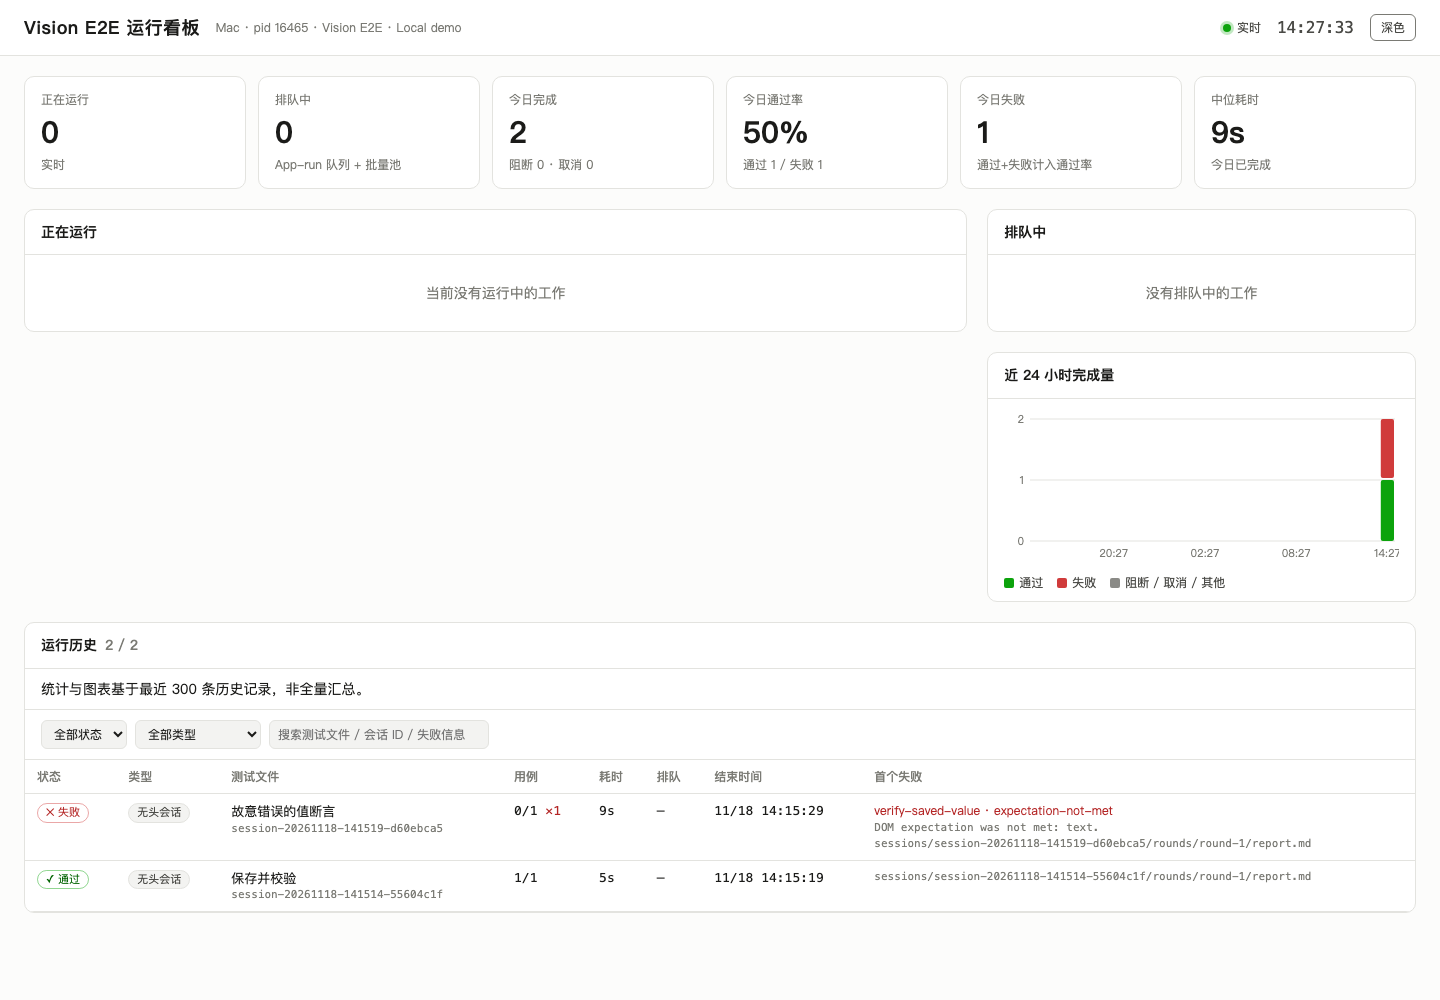 Vision E2E 运行看板 Mac · pid 16465 · Vision E2E · Local demo 实时 14:27:33 深色
正在运行
0
实时
排队中
0
App-run 队列 + 批量池
今日完成
2
阻断 0 · 取消 0
今日通过率
50%
通过 1 / 失败 1
今日失败
1
通过+失败计入通过率
中位耗时
9s
今日已完成
正在运行
当前没有运行中的工作
排队中
没有排队中的工作
近 24 小时完成量
2
1
0
20:27 02:27 08:27 14:27
通过 失败 阻断 / 取消 / 其他
运行历史 2 / 2
统计与图表基于最近 300 条历史记录，非全量汇总。
全部状态 全部类型 搜索测试文件 / 会话 ID / 失败信息
状态 类型 测试文件 用例 耗时 排队 结束时间 首个失败
✕ 失败 无头会话 故意错误的值断言 0/1 ×1 9s — 11/18 14:15:29 verify-saved-value · expectation-not-met
session-20261118-141519-d60ebca5 DOM expectation was not met: text.
sessions/session-20261118-141519-d60ebca5/rounds/round-1/report.md
✓ 通过 无头会话 保存并校验 1/1 5s — 11/18 14:15:19 sessions/session-20261118-141514-55604c1f/rounds/round-1/report.md
session-20261118-141514-55604c1f